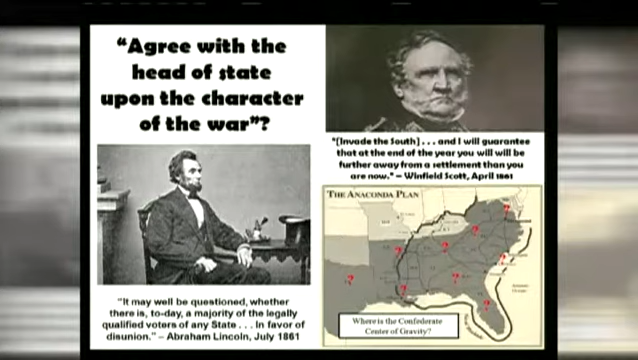 “Agree with the
head of state
upon the character
of the war”?
"[Invade the South] . . . and I will guarantee
that at the end of the year you will will be
further away from a settlement than you
are now." – Winfield Scott, April 1861
THE ANACONDA PLAN
Where is the Confederate
Center of Gravity?
"It may well be questioned, whether
there is, to-day, a majority of the legally
qualified voters of any State . . . in favor of
disunion." – Abraham Lincoln, July 1861